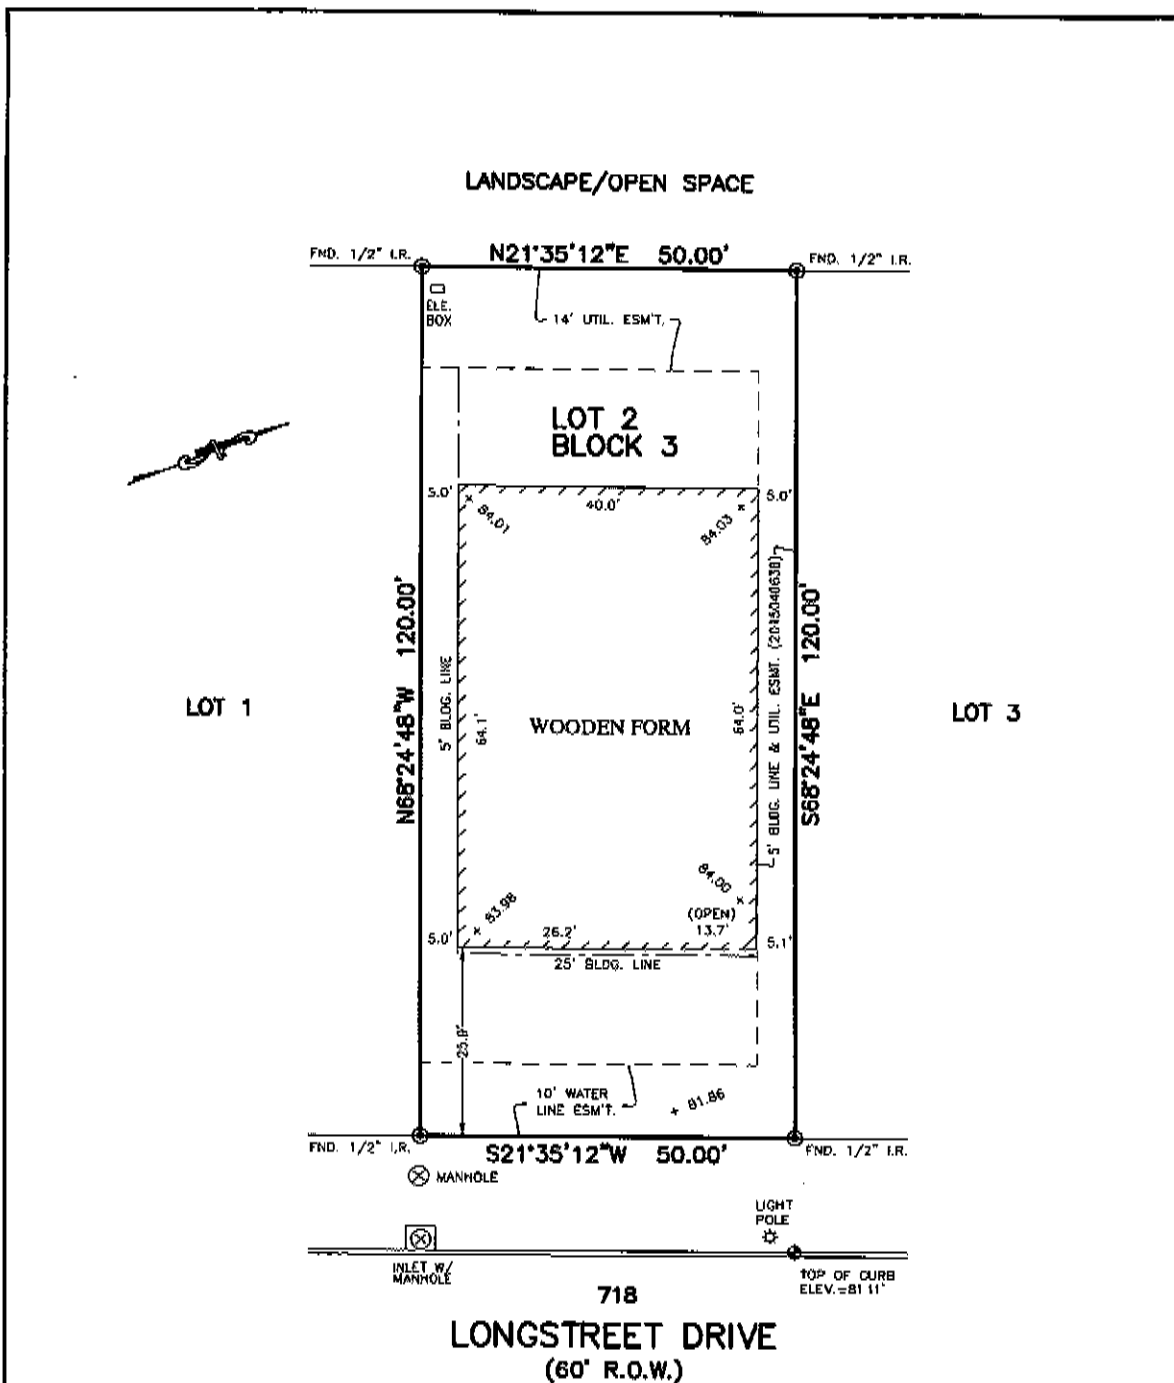 LANDSCAPE/OPEN SPACE
FND. 1/2" I.R.
N21°35'12"E 50.00'
FND. 1/2" I.R.
ELE.
BOX
14' UTIL. ESM'T.
LOT 2
BLOCK 3
N
5.0'
40.0'
5.0'
84.01
84.03
N68°24'48"W 120.00'
5' BLDG. LINE
64.1'
WOODEN FORM
64.0'
5' BLDG. LINE & UTIL. ESMT. (2015040638)
S68°24'48"E 120.00'
LOT 1
LOT 3
83.98
84.00
(OPEN)
5.0'
26.2'
13.7'
5.1'
25' BLDG. LINE
10' WATER
LINE ESM'T.
81.86
FND. 1/2" I.R.
S21°35'12"W 50.00'
FND. 1/2" I.R.
MANHOLE
LIGHT
POLE
INLET W/
MANHOLE
TOP OF CURB
ELEV.=81.11'
718
LONGSTREET DRIVE
(60' R.O.W.)